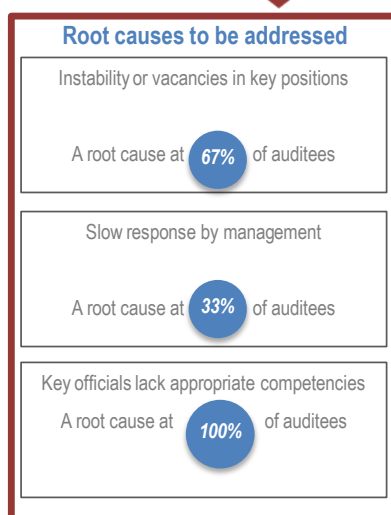 Root causes to be addressed
Instability or vacancies in key positions
A root cause at 67% of auditees
Slow response by management
A root cause at 33% of auditees
Key officials lack appropriate competencies
A root cause at 100% of auditees